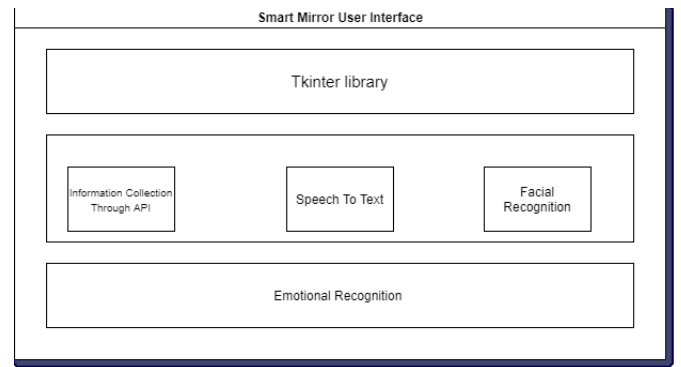 Smart Mirror User Interface
Tkinter library
Information Collection
Through API
Speech To Text
Facial
Recognition
Emotional Recognition